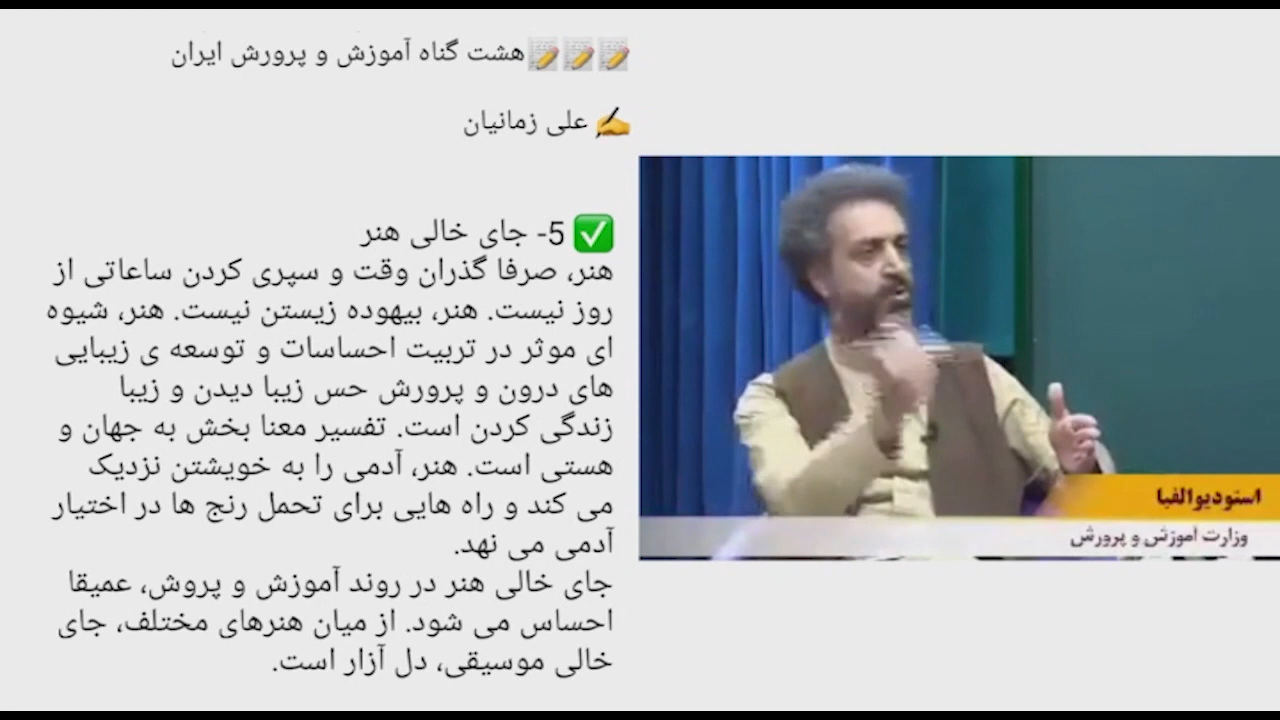 📝📝📝هشت گناه آموزش و پرورش ایران
✍️ علی زمانیان
✅ 5- جای خالی هنر
هنر، صرفا گذران وقت و سپری کردن ساعاتی از
روز نیست. هنر، بیهوده زیستن نیست. هنر، شیوه
ای موثر در تربیت احساسات و توسعه ی زیبایی
های درون و پرورش حس زیبا دیدن و زیبا
زندگی کردن است. تفسیر معنا بخش به جهان و
هستی است. هنر، آدمی را به خویشتن نزدیک
می کند و راه هایی برای تحمل رنج ها در اختیار
آدمی می نهد.
جای خالی هنر در روند آموزش و پروش، عمیقا
احساس می شود. از میان هنرهای مختلف، جای
خالی موسیقی، دل آزار است.
استودیو الفبا
وزارت آموزش و پرورش